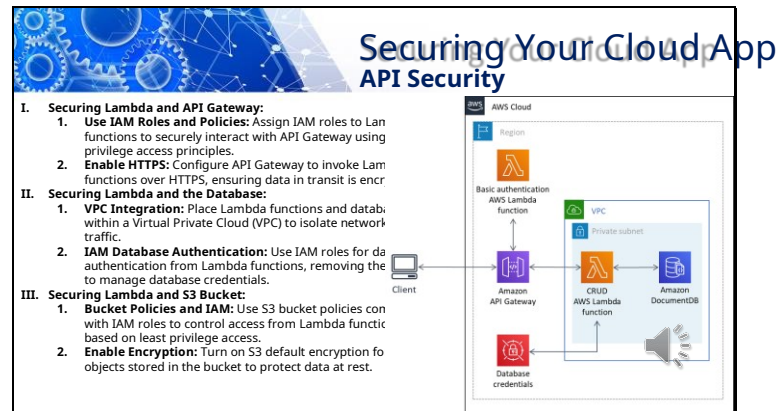 Securing Your Cloud App
API Security
I. Securing Lambda and API Gateway:
1. Use IAM Roles and Policies: Assign IAM roles to Lam
functions to securely interact with API Gateway using
privilege access principles.
2. Enable HTTPS: Configure API Gateway to invoke Lam
functions over HTTPS, ensuring data in transit is encr
II. Securing Lambda and the Database:
1. VPC Integration: Place Lambda functions and databa
within a Virtual Private Cloud (VPC) to isolate network
traffic.
2. IAM Database Authentication: Use IAM roles for da
authentication from Lambda functions, removing the
to manage database credentials.
III. Securing Lambda and S3 Bucket:
1. Bucket Policies and IAM: Use S3 bucket policies con
with IAM roles to control access from Lambda functio
based on least privilege access.
2. Enable Encryption: Turn on S3 default encryption fo
objects stored in the bucket to protect data at rest.
aws AWS Cloud
Region
Basic authentication
AWS Lambda
function
VPC
Private subnet
Client
Amazon
API Gateway
CRUD
AWS Lambda
function
Amazon
DocumentDB
Database
credentials